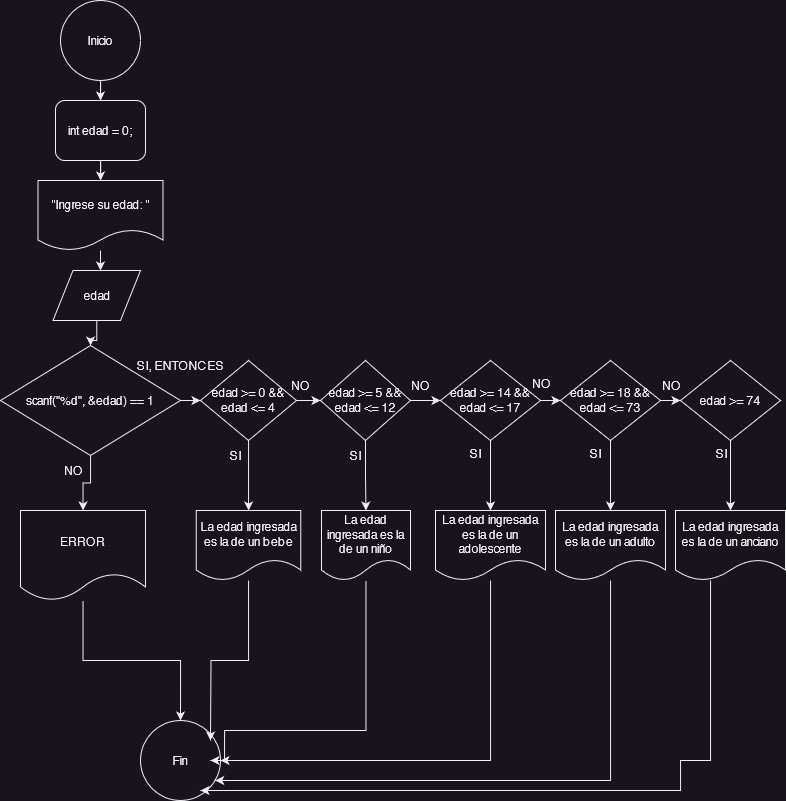 Inicio
int edad = 0;
"Ingrese su edad: "
edad
SI, ENTONCES
scanf("%d", &edad) == 1
edad >= 0 &&
edad <= 4
NO
edad >= 5 &&
edad <= 12
NO
edad >= 14 &&
edad <= 17
NO
edad >= 18 &&
edad <= 73
NO
edad >= 74
NO
SI
SI
SI
SI
SI
ERROR
La edad ingresada
es la de un bebe
La edad
ingresada es la
de un niño
La edad ingresada
es la de un
adolescente
La edad ingresada
es la de un adulto
La edad ingresada
es la de un anciano
Fin